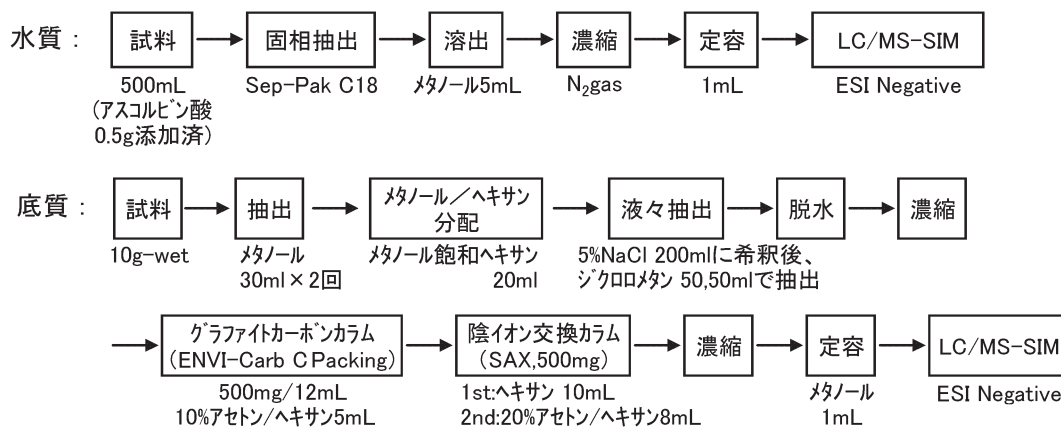 水質： 試料 固相抽出 溶出 濃縮 定容 LC/MS-SIM
500mL Sep-Pak C18 メタノール5mL N₂gas 1mL ESI Negative
(アスコルビン酸
0.5g添加済)
底質： 試料 抽出 メタノール／ヘキサン 液々抽出 脱水 濃縮
分配
10g-wet メタノール メタノール飽和ヘキサン 5%NaCl 200mlに希釈後、
30ml×2回 20ml ジクロロメタン 50,50mlで抽出
グラファイトカーボンカラム 陰イオン交換カラム 濃縮 定容 LC/MS-SIM
(ENVI-Carb C Packing) (SAX,500mg)
500mg/12mL 1st:ヘキサン 10mL メタノール ESI Negative
10%アセトン/ヘキサン5mL 2nd:20%アセトン/ヘキサン8mL 1mL